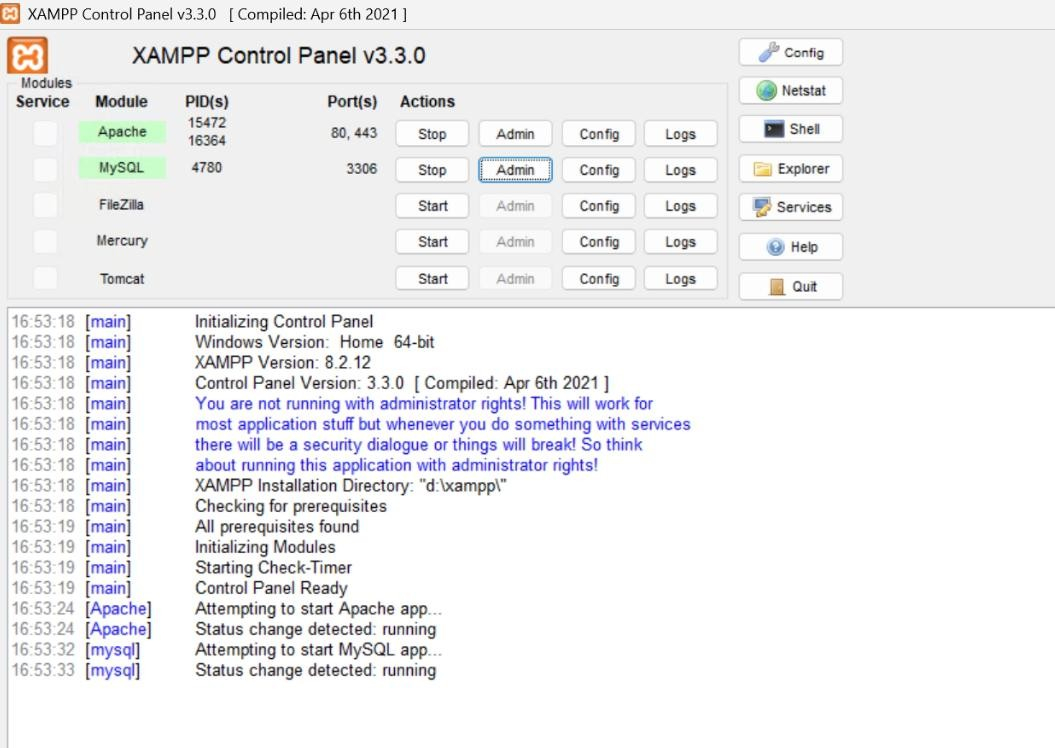 XAMPP Control Panel v3.3.0 [ Compiled: Apr 6th 2021 ]
XAMPP Control Panel v3.3.0
Modules
Service Module PID(s) Port(s) Actions
Apache 15472 16364 80, 443 Stop Admin Config Logs
MySQL 4780 3306 Stop Admin Config Logs
FileZilla Start Admin Config Logs
Mercury Start Admin Config Logs
Tomcat Start Admin Config Logs
Config
Netstat
Shell
Explorer
Services
Help
Quit
16:53:18 [main] Initializing Control Panel
16:53:18 [main] Windows Version: Home 64-bit
16:53:18 [main] XAMPP Version: 8.2.12
16:53:18 [main] Control Panel Version: 3.3.0 [ Compiled: Apr 6th 2021 ]
16:53:18 [main] You are not running with administrator rights! This will work for
16:53:18 [main] most application stuff but whenever you do something with services
16:53:18 [main] there will be a security dialogue or things will break! So think
16:53:18 [main] about running this application with administrator rights!
16:53:18 [main] XAMPP Installation Directory: "d:\xampp\"
16:53:18 [main] Checking for prerequisites
16:53:19 [main] All prerequisites found
16:53:19 [main] Initializing Modules
16:53:19 [main] Starting Check-Timer
16:53:19 [main] Control Panel Ready
16:53:24 [Apache] Attempting to start Apache app...
16:53:24 [Apache] Status change detected: running
16:53:32 [mysql] Attempting to start MySQL app...
16:53:33 [mysql] Status change detected: running